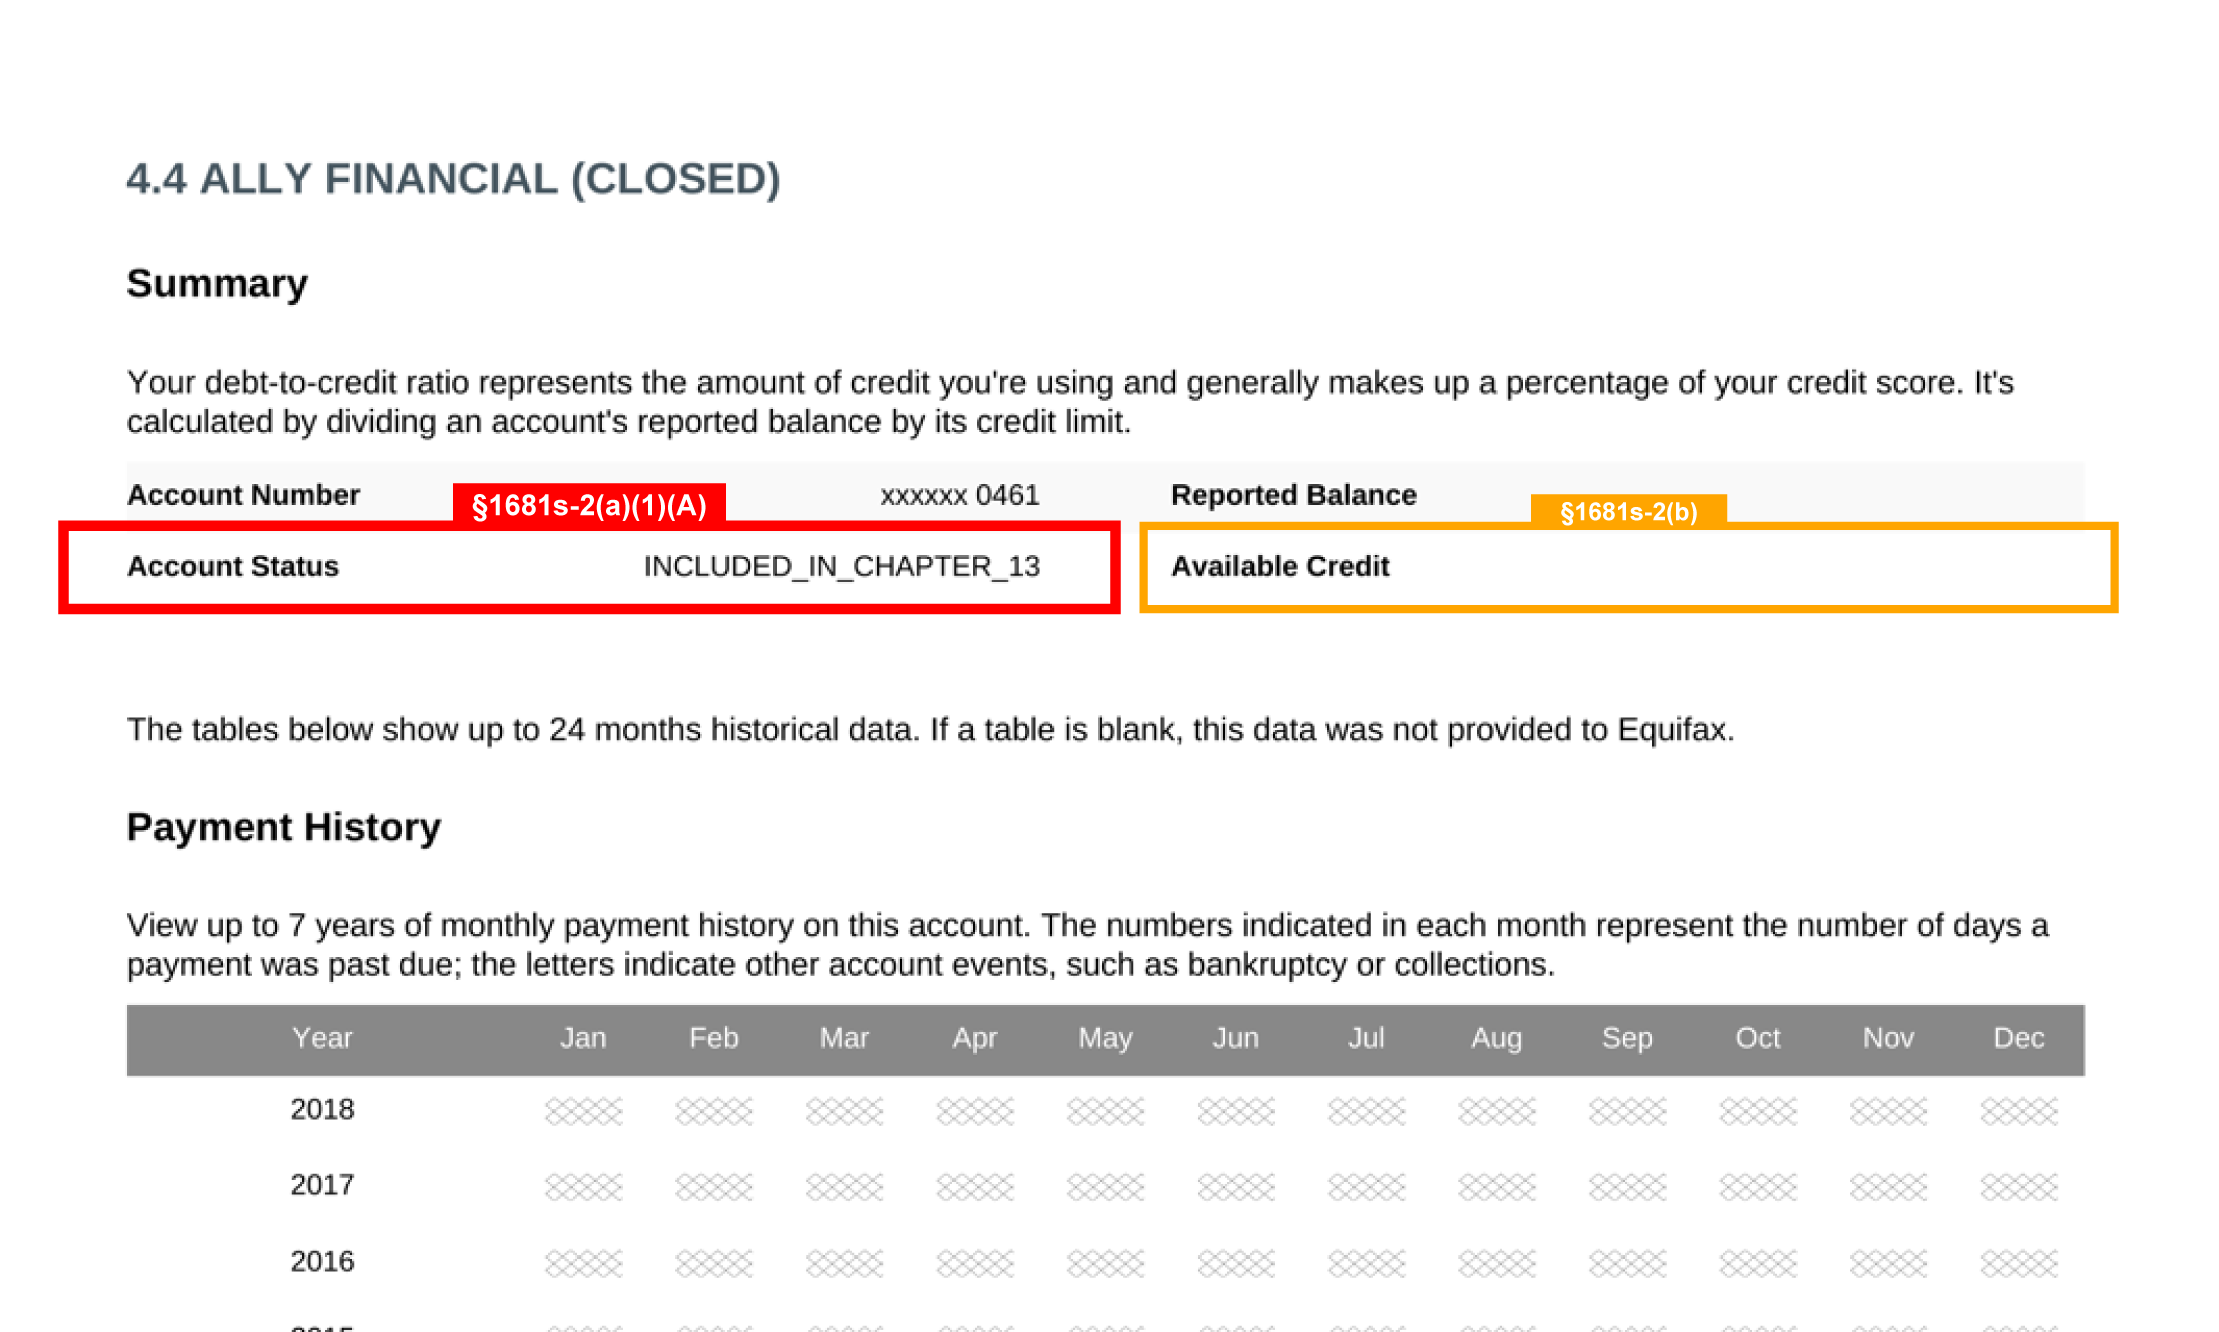 4.4 ALLY FINANCIAL (CLOSED)
Summary
Your debt-to-credit ratio represents the amount of credit you're using and generally makes up a percentage of your credit score. It's
calculated by dividing an account's reported balance by its credit limit.
Account Number xxxxxx 0461 Reported Balance
§1681s-2(a)(1)(A) §1681s-2(b)
Account Status INCLUDED_IN_CHAPTER_13 Available Credit
The tables below show up to 24 months historical data. If a table is blank, this data was not provided to Equifax.
Payment History
View up to 7 years of monthly payment history on this account. The numbers indicated in each month represent the number of days a
payment was past due; the letters indicate other account events, such as bankruptcy or collections.
Year Jan Feb Mar Apr May Jun Jul Aug Sep Oct Nov Dec
2018
2017
2016